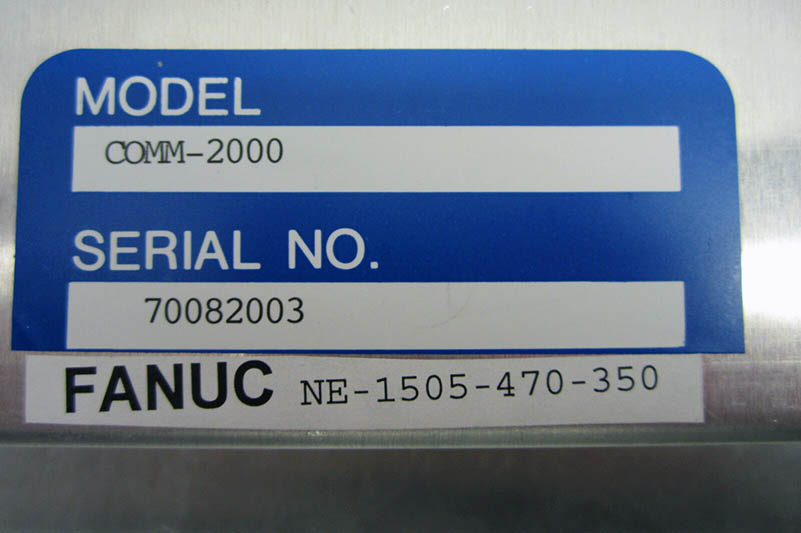 MODEL
COMM-2000
SERIAL NO.
70082003
FANUC NE-1505-470-350